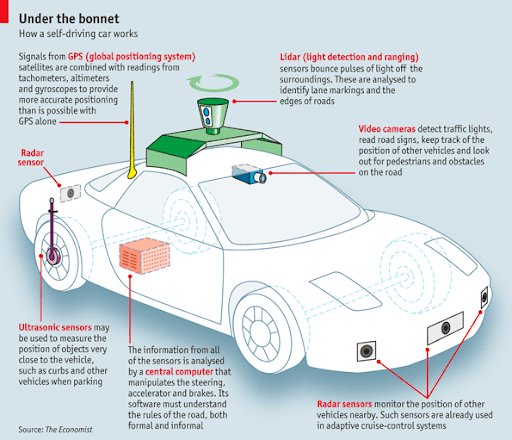 Under the bonnet
How a self-driving car works
Signals from GPS (global positioning system)
satellites are combined with readings from
tachometers, altimeters
and gyroscopes to provide
more accurate positioning
than is possible with
GPS alone
Lidar (light detection and ranging)
sensors bounce pulses of light off the
surroundings. These are analysed to
identify lane markings and the
edges of roads
Video cameras detect traffic lights,
read road signs, keep track of the
position of other vehicles and look
out for pedestrians and obstacles
on the road
Radar
sensor
Ultrasonic sensors may
be used to measure the
position of objects very
close to the vehicle,
such as curbs and other
vehicles when parking
The information from all
of the sensors is analysed
by a central computer that
manipulates the steering,
accelerator and brakes. Its
software must understand
the rules of the road, both
formal and informal
Radar sensors monitor the position of other
vehicles nearby. Such sensors are already used
in adaptive cruise-control systems
Source: The Economist